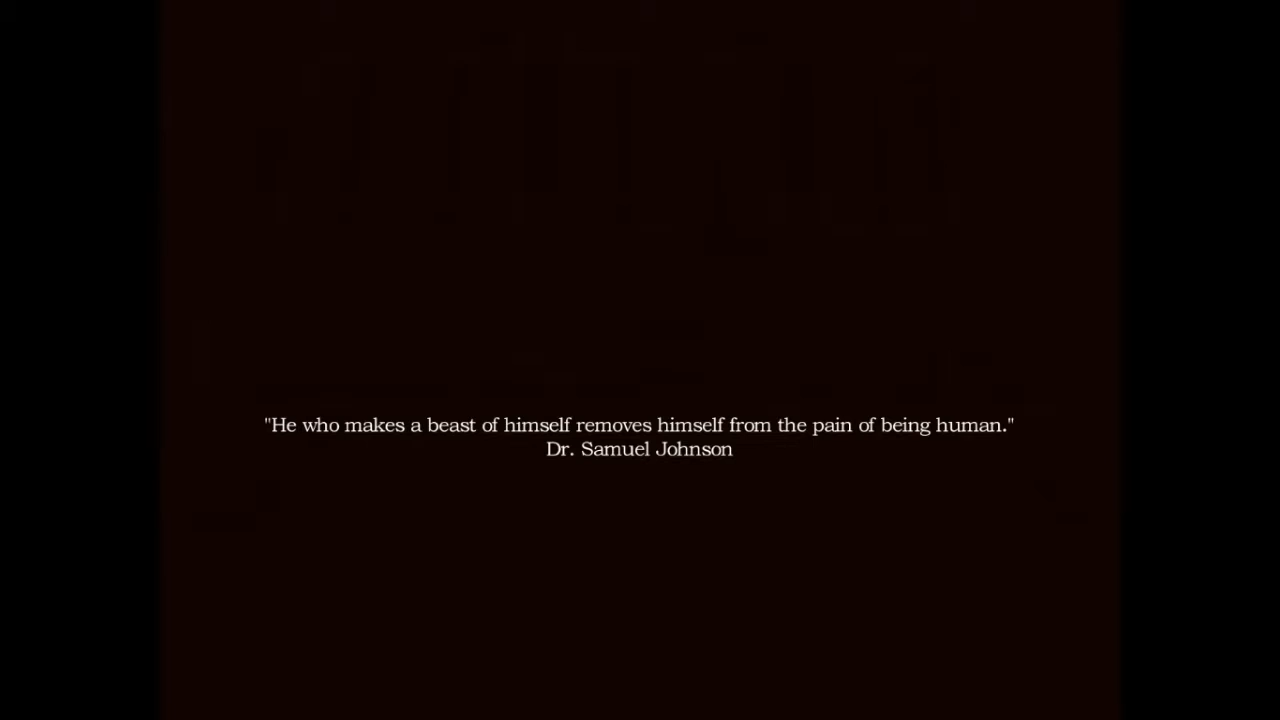 "He who makes a beast of himself removes himself from the pain of being human."
Dr. Samuel Johnson